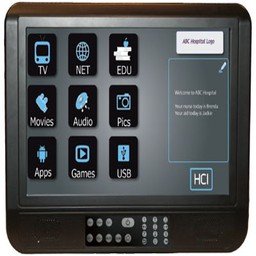 ABC Hospital Logo
TV NET EDU
Welcome to ABC Hospital
Movies Audio Pics
Apps Games USB
HCI